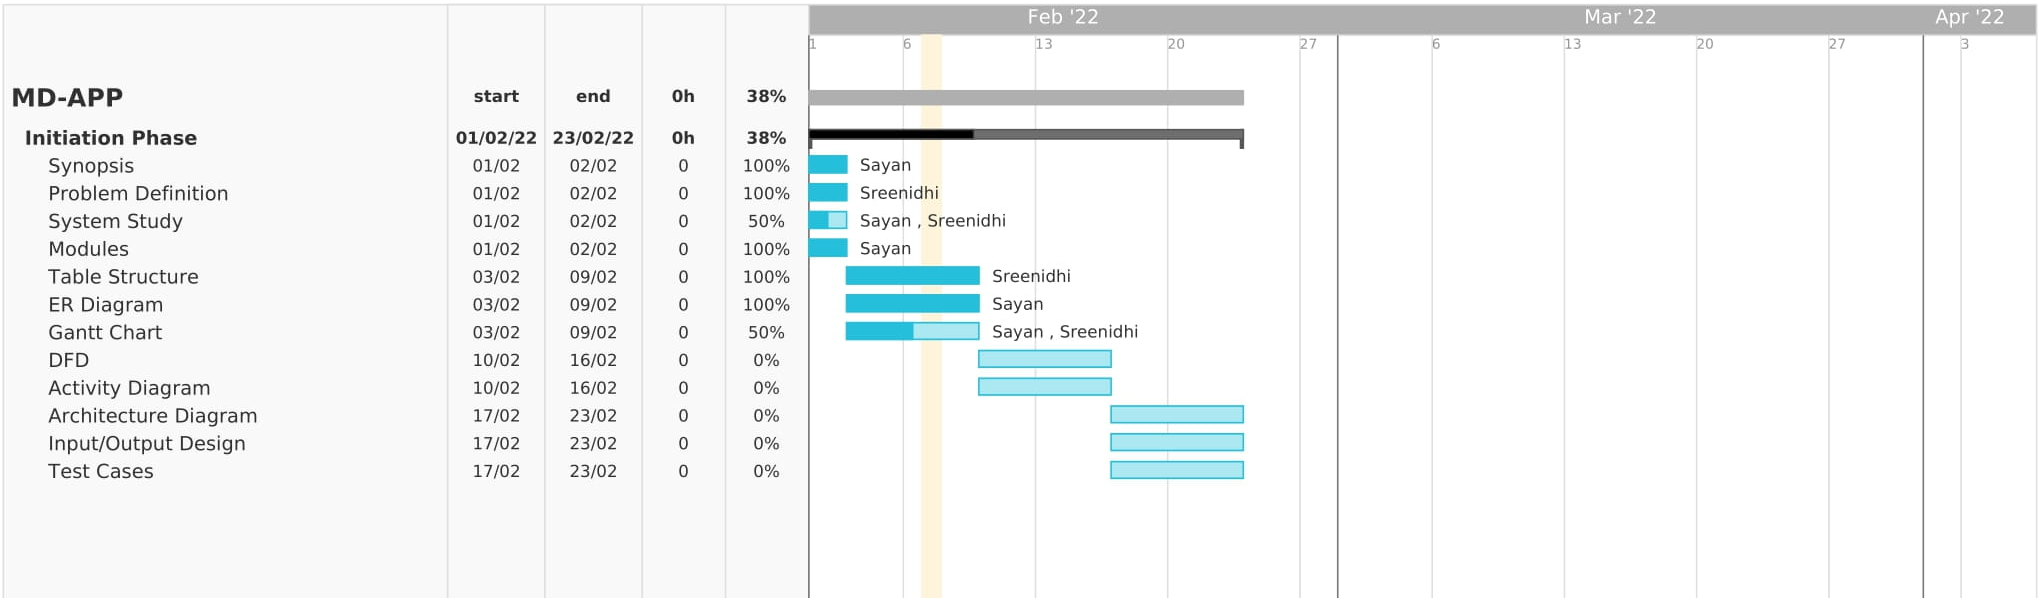 Feb '22 Mar '22 Apr '22
1 6 13 20 27 6 13 20 27 3
MD-APP start end 0h 38%
Initiation Phase 01/02/22 23/02/22 0h 38%
Synopsis 01/02 02/02 0 100% Sayan
Problem Definition 01/02 02/02 0 100% Sreenidhi
System Study 01/02 02/02 0 50% Sayan , Sreenidhi
Modules 01/02 02/02 0 100% Sayan
Table Structure 03/02 09/02 0 100% Sreenidhi
ER Diagram 03/02 09/02 0 100% Sayan
Gantt Chart 03/02 09/02 0 50% Sayan , Sreenidhi
DFD 10/02 16/02 0 0%
Activity Diagram 10/02 16/02 0 0%
Architecture Diagram 17/02 23/02 0 0%
Input/Output Design 17/02 23/02 0 0%
Test Cases 17/02 23/02 0 0%